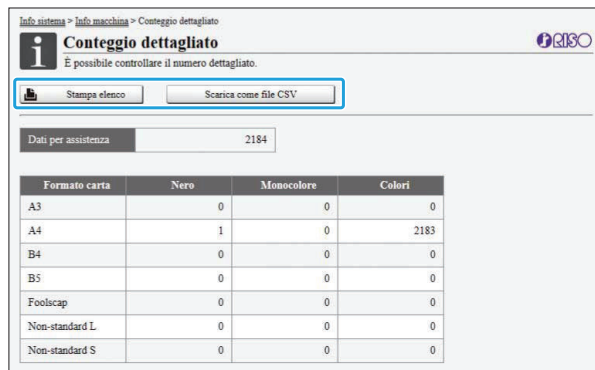 Info sistema > Info macchina > Conteggio dettagliato
Conteggio dettagliato
RISO
È possibile controllare il numero dettagliato.
Stampa elenco Scarica come file CSV
Dati per assistenza 2184
Formato carta Nero Monocolore Colori
A3 0 0 0
A4 1 0 2183
B4 0 0 0
B5 0 0 0
Foolscap 0 0 0
Non-standard L 0 0 0
Non-standard S 0 0 0